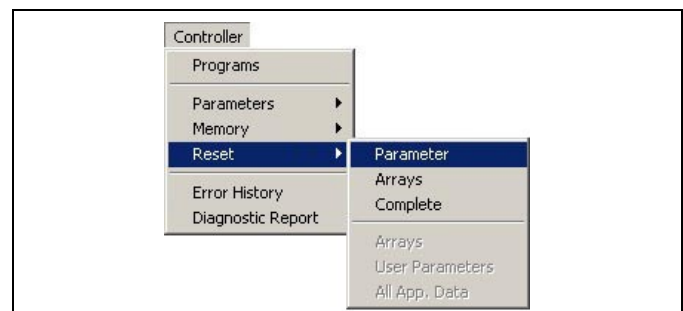 Controller
Programs
Parameters
Memory
Reset
Error History
Diagnostic Report
Parameter
Arrays
Complete
Arrays
User Parameters
All App. Data